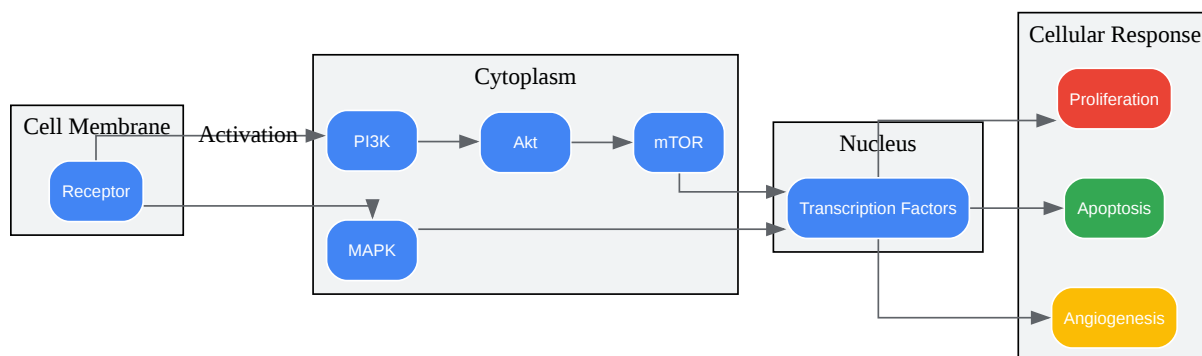 Cell Membrane
Receptor
Activation
Cytoplasm
PI3K
Akt
mTOR
MAPK
Nucleus
Transcription Factors
Cellular Response
Proliferation
Apoptosis
Angiogenesis